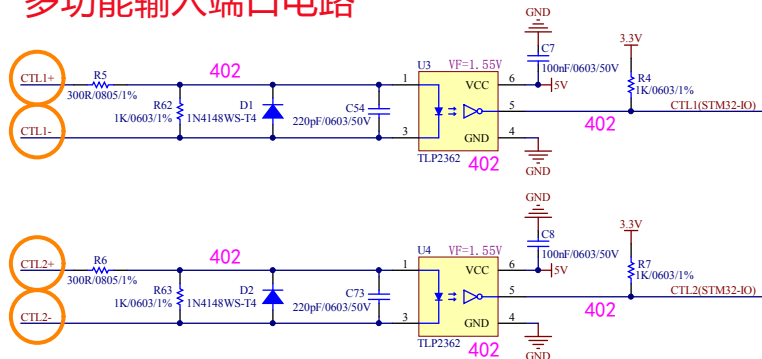 多功能输入端口电路
GND
C7
100nF/0603/50V
3.3V
CTL1+
R5
300R/0805/1%
402
R62
1K/0603/1%
D1
1N4148WS-T4
C54
220pF/0603/50V
U3
VF=1.55V
1
3
VCC
GND
6
5
4
5V
TLP2362
402
GND
R4
1K/0603/1%
402
CTL1(STM32-IO)
CTL1-
GND
C8
100nF/0603/50V
3.3V
CTL2+
R6
300R/0805/1%
402
R63
1K/0603/1%
D2
1N4148WS-T4
C73
220pF/0603/50V
U4
VF=1.55V
1
3
VCC
GND
6
5
4
5V
TLP2362
402
GND
R7
1K/0603/1%
402
CTL2(STM32-IO)
CTL2-